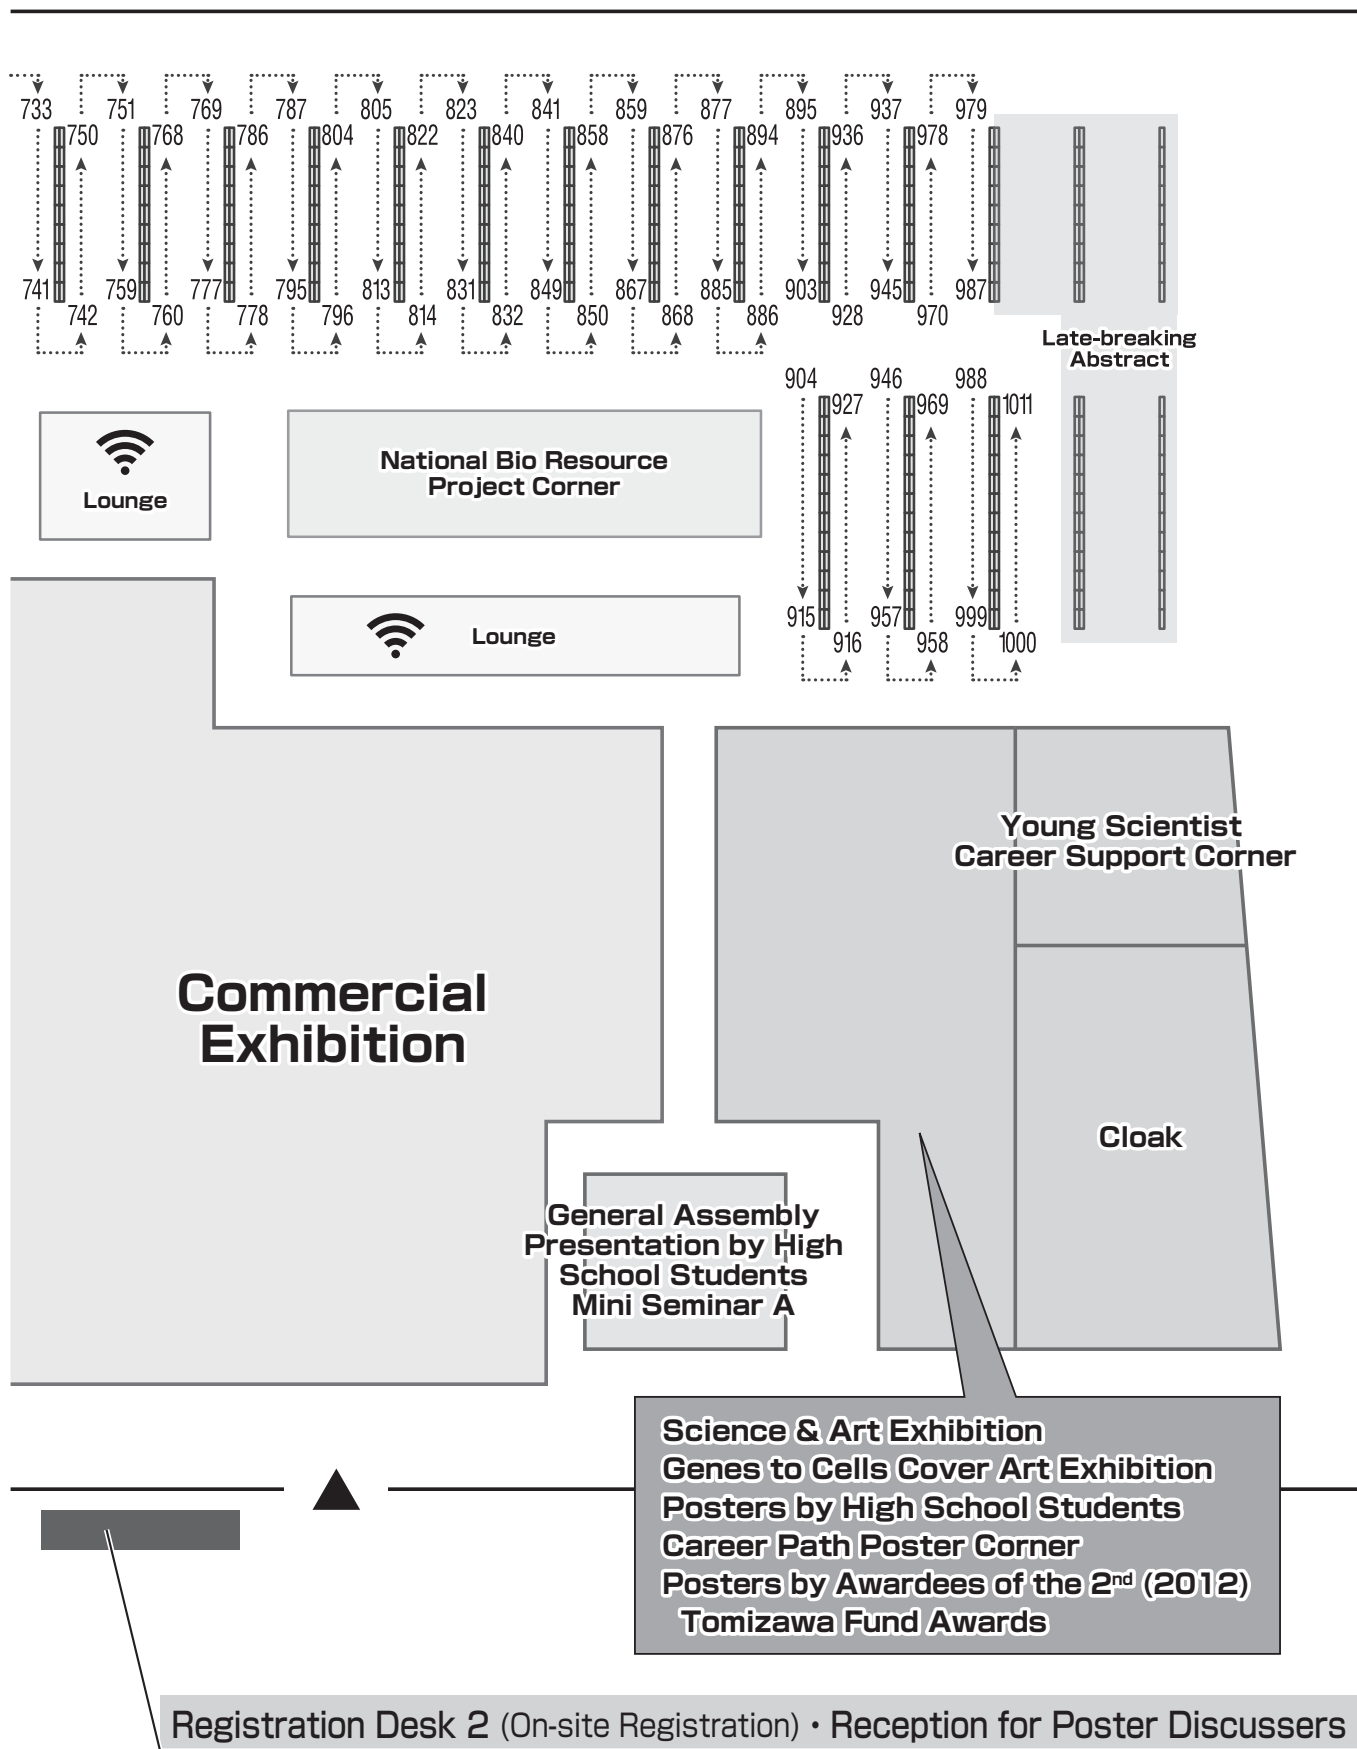 733 751 769 787 805 823 841 859 877 895 937 979
750 768 786 804 822 840 858 876 894 936 978
741 759 777 795 813 831 849 867 885 903 945 987
742 760 778 796 814 832 850 868 886 928 970
Late-breaking
Abstract
904 946 988
927 969 1011
915 957 999
916 958 1000
Lounge
National Bio Resource
Project Corner
Lounge
Young Scientist
Career Support Corner
Commercial
Exhibition
Cloak
General Assembly
Presentation by High
School Students
Mini Seminar A
Science & Art Exhibition
Genes to Cells Cover Art Exhibition
Posters by High School Students
Career Path Poster Corner
Posters by Awardees of the 2nd (2012)
Tomizawa Fund Awards
Registration Desk 2 (On-site Registration)・Reception for Poster Discussers